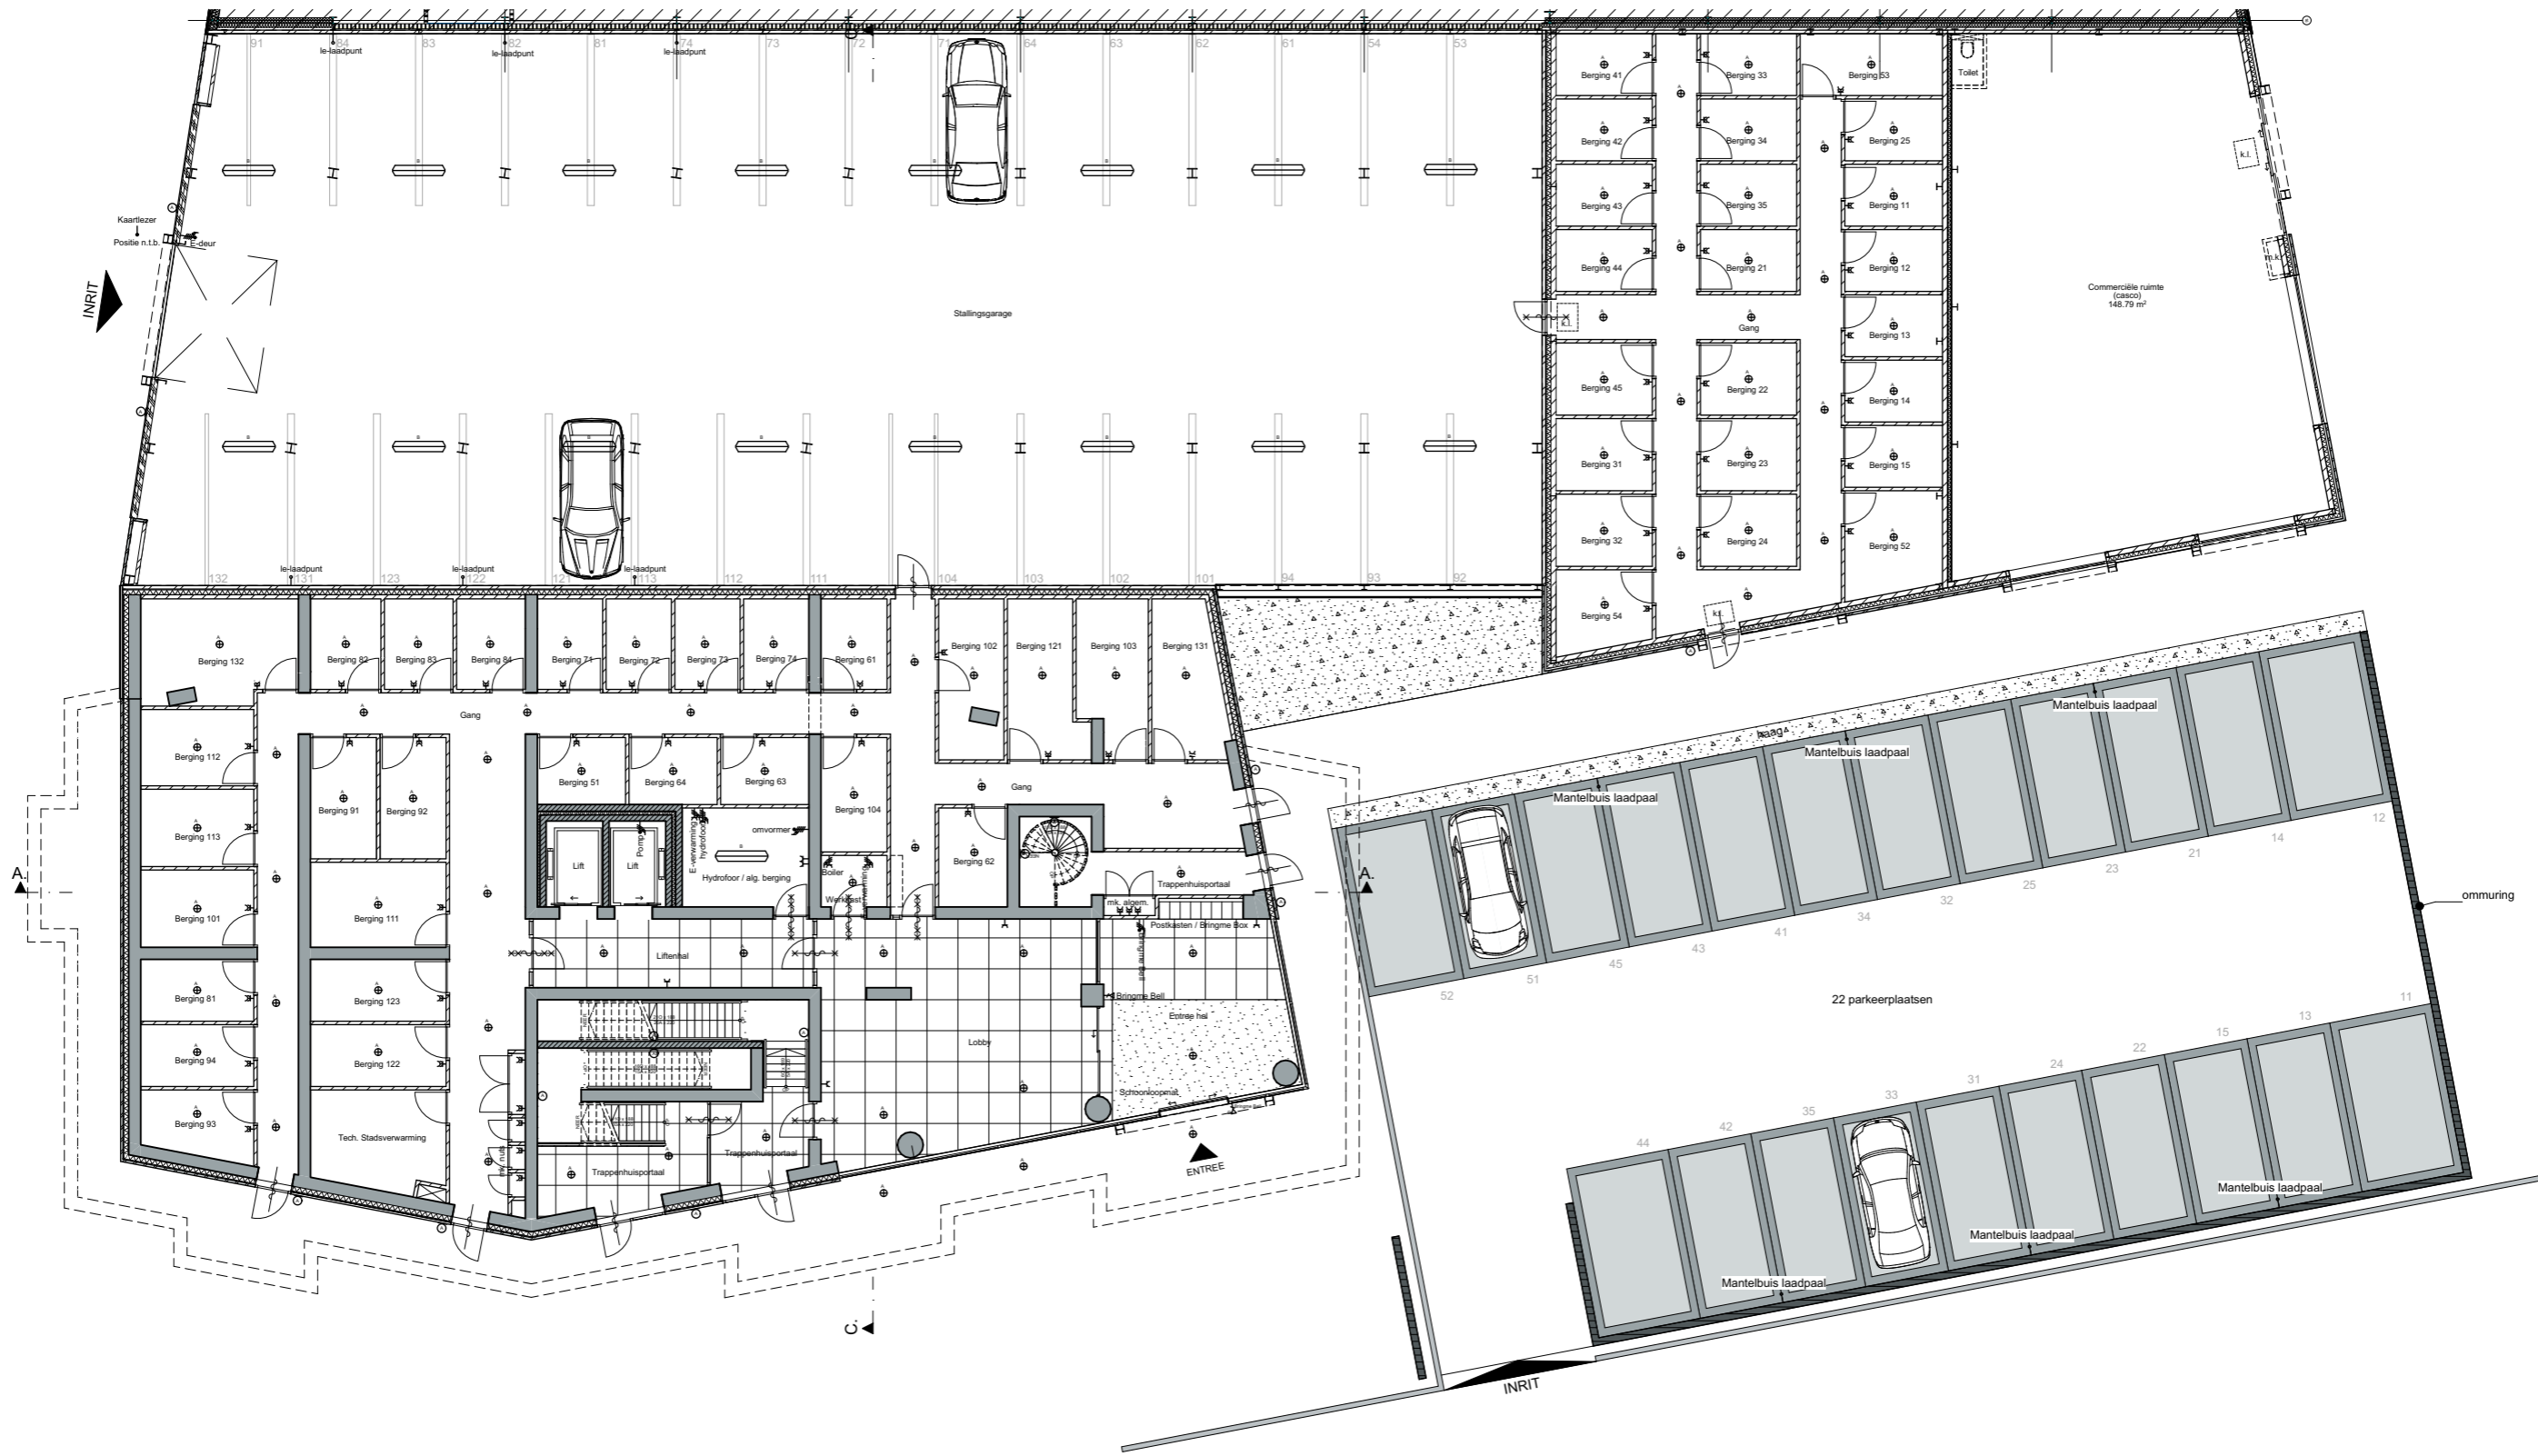 91
84
83
82
81
74
73
72
71
64
63
62
61
54
53
le-laadpunt
le-laadpunt
le-laadpunt
Berging 41
Berging 33
Berging 53
Toilet
Berging 42
Berging 34
Berging 25
k.l.
Berging 43
Berging 35
Berging 11
Kaartlezer
Positie n.t.b.
E-deur
INRIT
Berging 44
Berging 21
Berging 12
m.k.
Commerciële ruimte
(casco)
148.79 m²
Stallingsgarage
k.l.
Gang
Berging 13
Berging 45
Berging 22
Berging 14
Berging 31
Berging 23
Berging 15
Berging 32
Berging 24
Berging 52
le-laadpunt
le-laadpunt
le-laadpunt
132
131
123
122
121
113
112
111
104
103
102
101
94
93
92
Berging 54
k.l.
Berging 132
Berging 82
Berging 83
Berging 84
Berging 71
Berging 72
Berging 73
Berging 74
Berging 61
Berging 102
Berging 121
Berging 103
Berging 131
Gang
Berging 112
Berging 91
Berging 92
Berging 51
Berging 64
Berging 63
Berging 104
Gang
Berging 113
Pomp
E-verwarming
hydrofoor
omvormer
Lift
Lift
Hydrofoor / alg. berging
Boiler
Werkkast
Berging 62
Trappenhuisportaal
mk. algem.
Postkasten / Bringme Box
A.
A.
Berging 101
Berging 111
Liftenhal
Bringme Bell
Bringme Bell
Berging 81
Berging 123
Entree hal
Lobby
Berging 94
Berging 122
Schoonloopmat
Bringme Bell
Berging 93
Tech. Stadsverwarming
mk. nuts
Trappenhuisportaal
Trappenhuisportaal
ENTREE
C.
haag
Mantelbuis laadpaal
Mantelbuis laadpaal
Mantelbuis laadpaal
12
14
21
23
25
32
34
41
43
45
51
52
ommuring
22 parkeerplaatsen
11
13
15
22
24
31
33
35
42
44
Mantelbuis laadpaal
Mantelbuis laadpaal
Mantelbuis laadpaal
INRIT